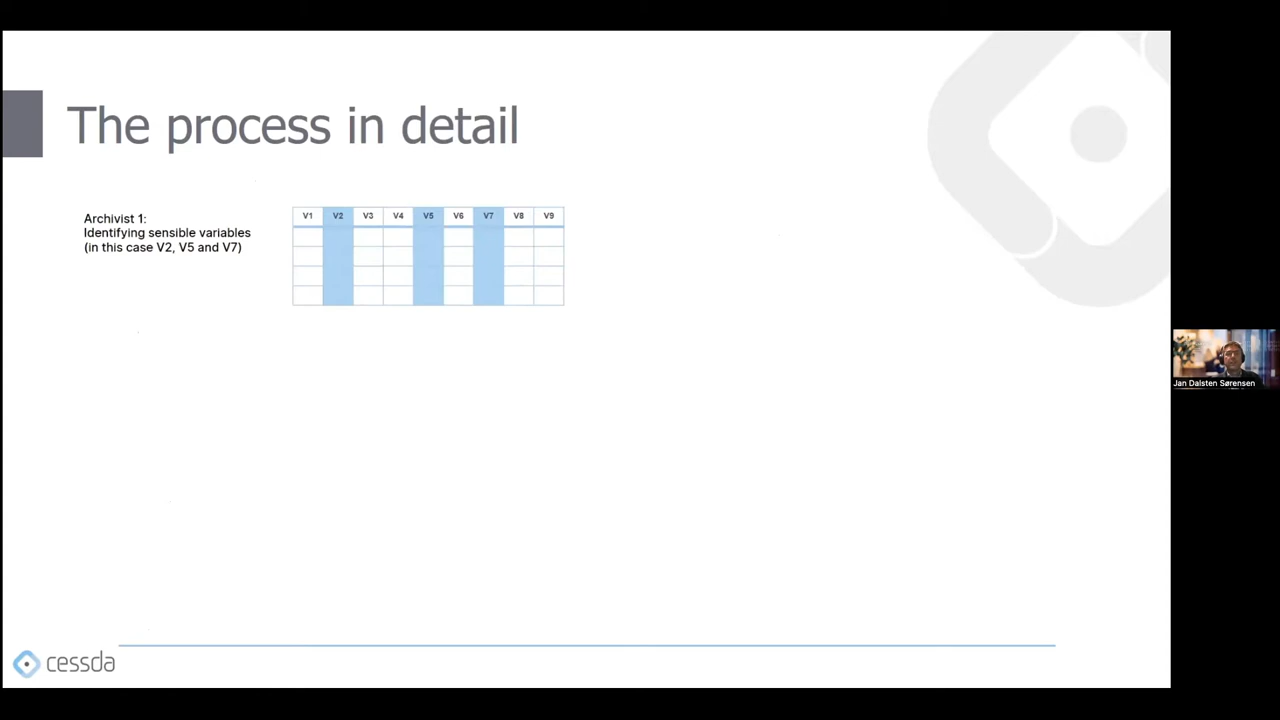 The process in detail
Archivist 1:
Identifying sensible variables
(in this case V2, V5 and V7)
V1 V2 V3 V4 V5 V6 V7 V8 V9
Jan Dalsten Sørensen
cessda